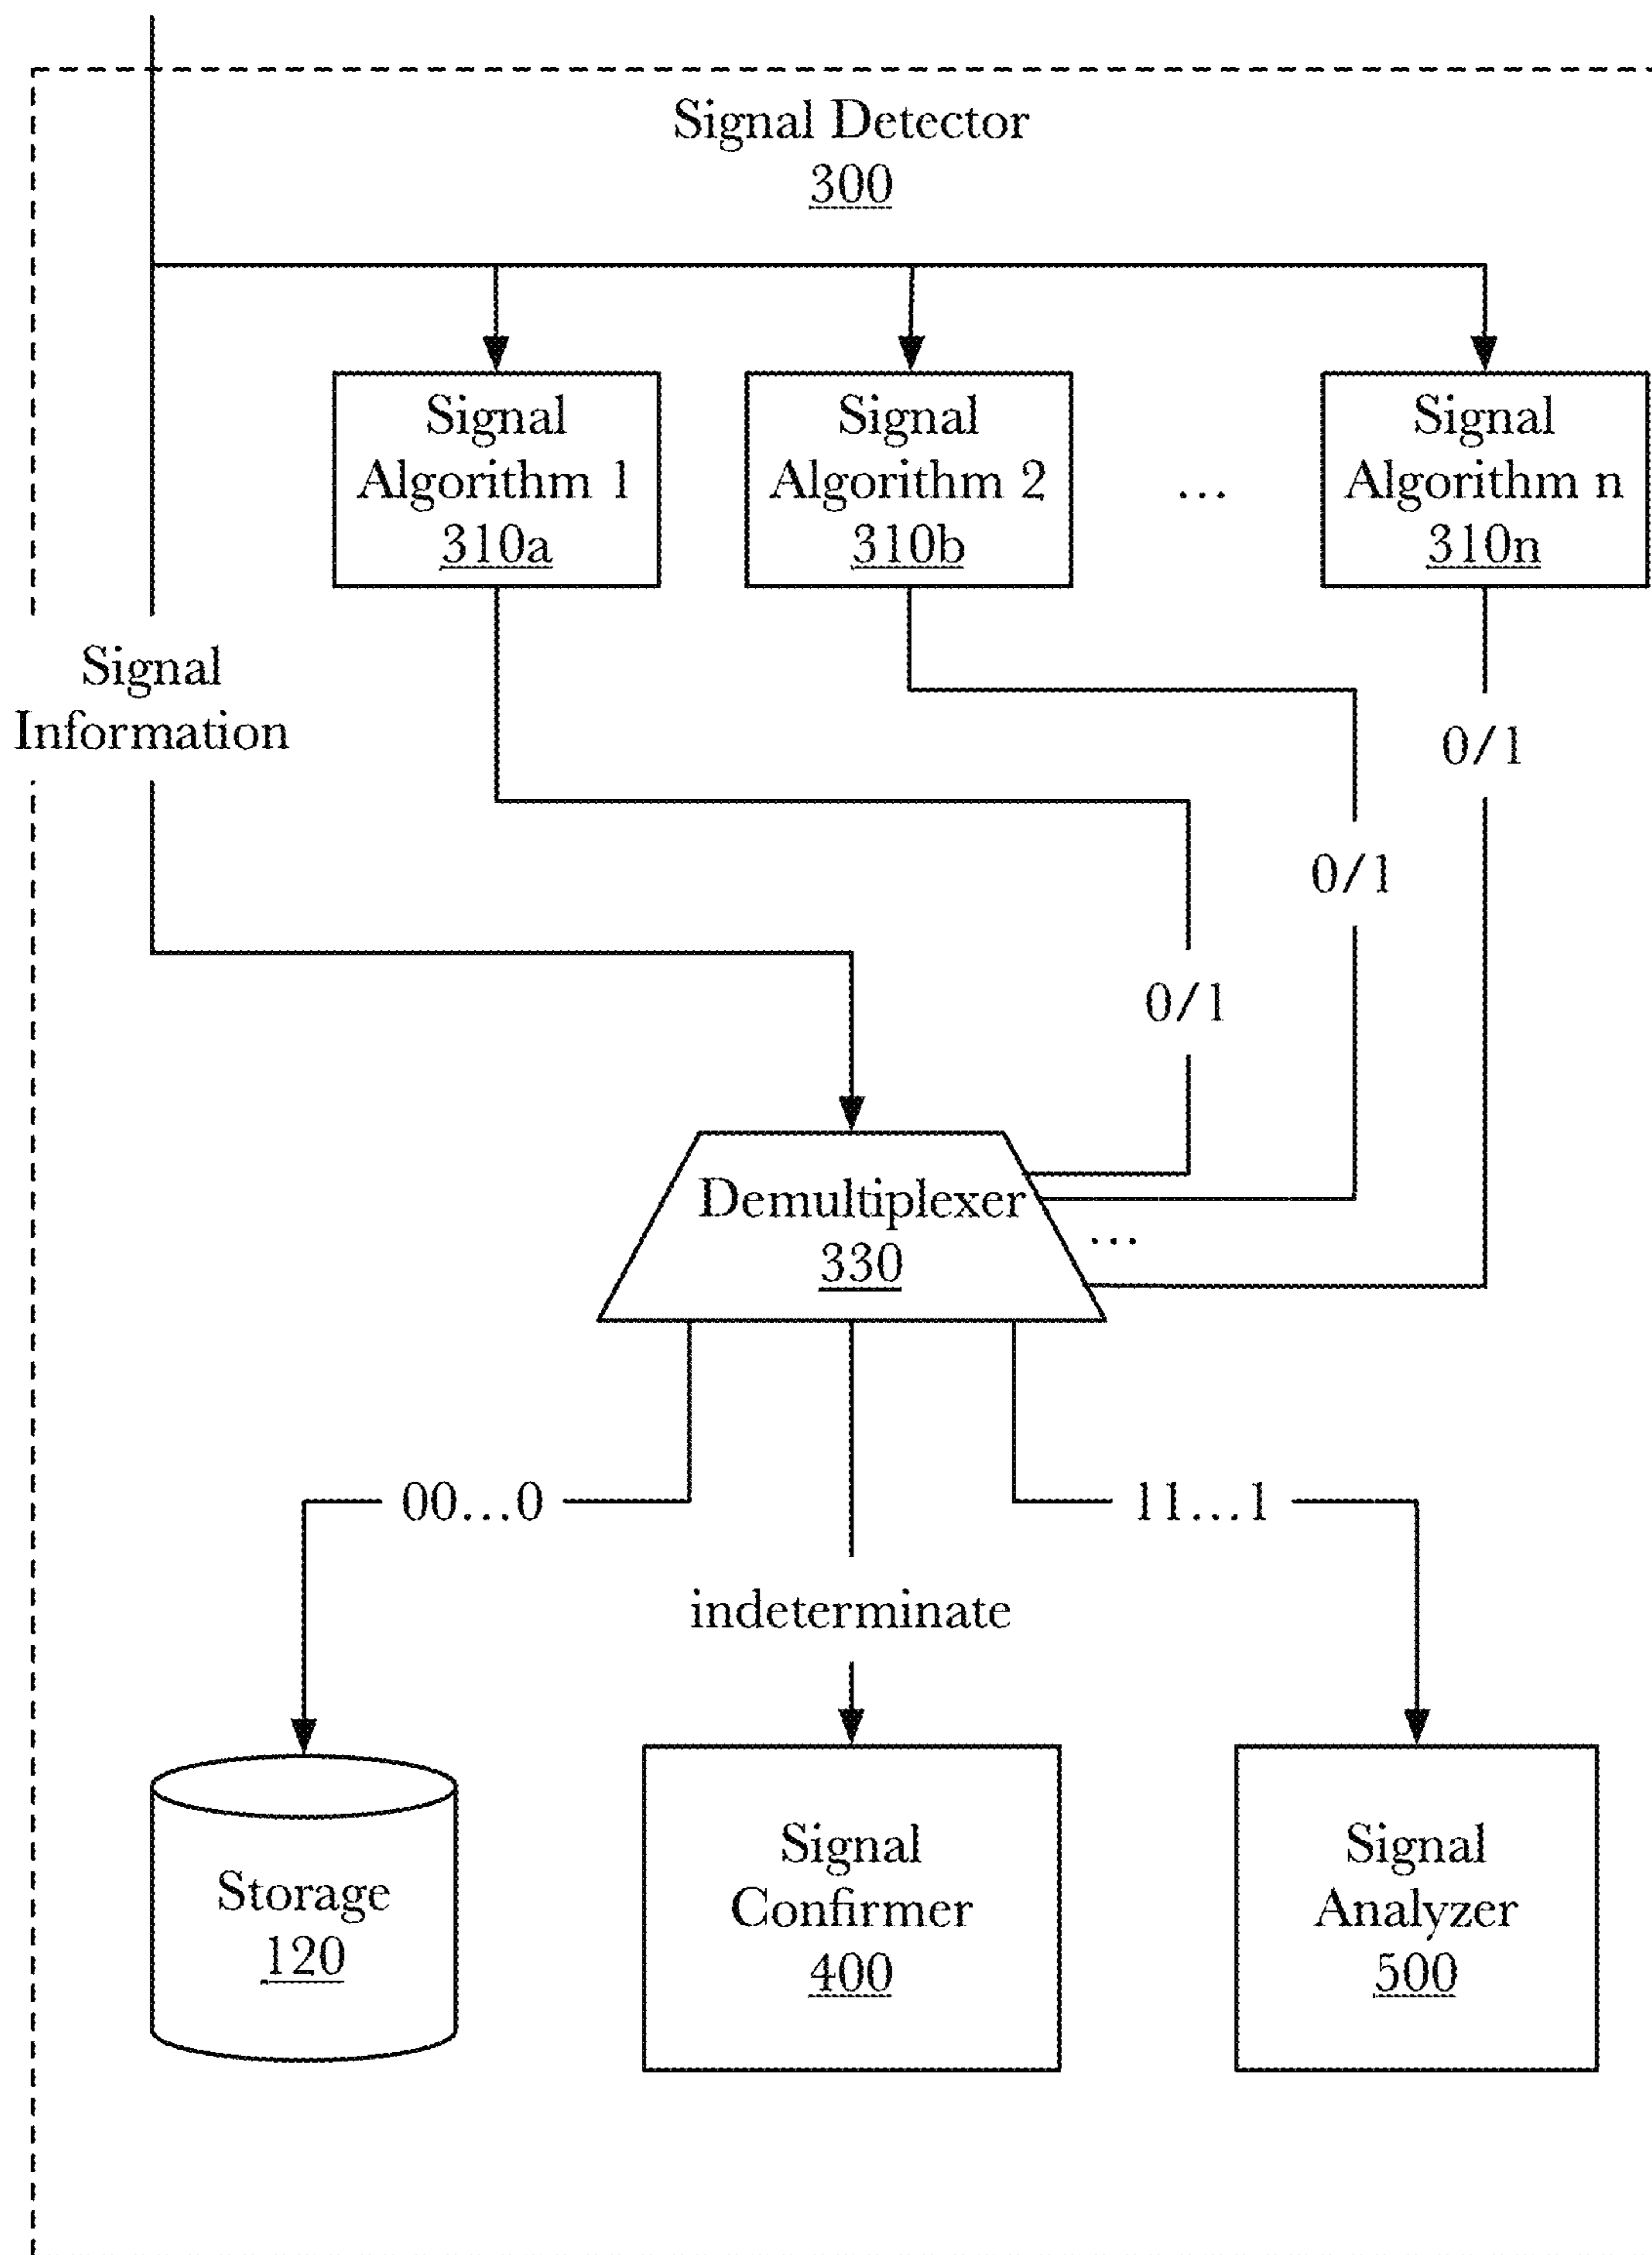 Signal Detector
300
Signal
Algorithm 1
310a
Signal
Algorithm 2
310b
...
Signal
Algorithm n
310n
Signal
Information
0/1
0/1
0/1
Demultiplexer
330
...
00...0
11...1
indeterminate
Storage
120
Signal
Confirmer
400
Signal
Analyzer
500